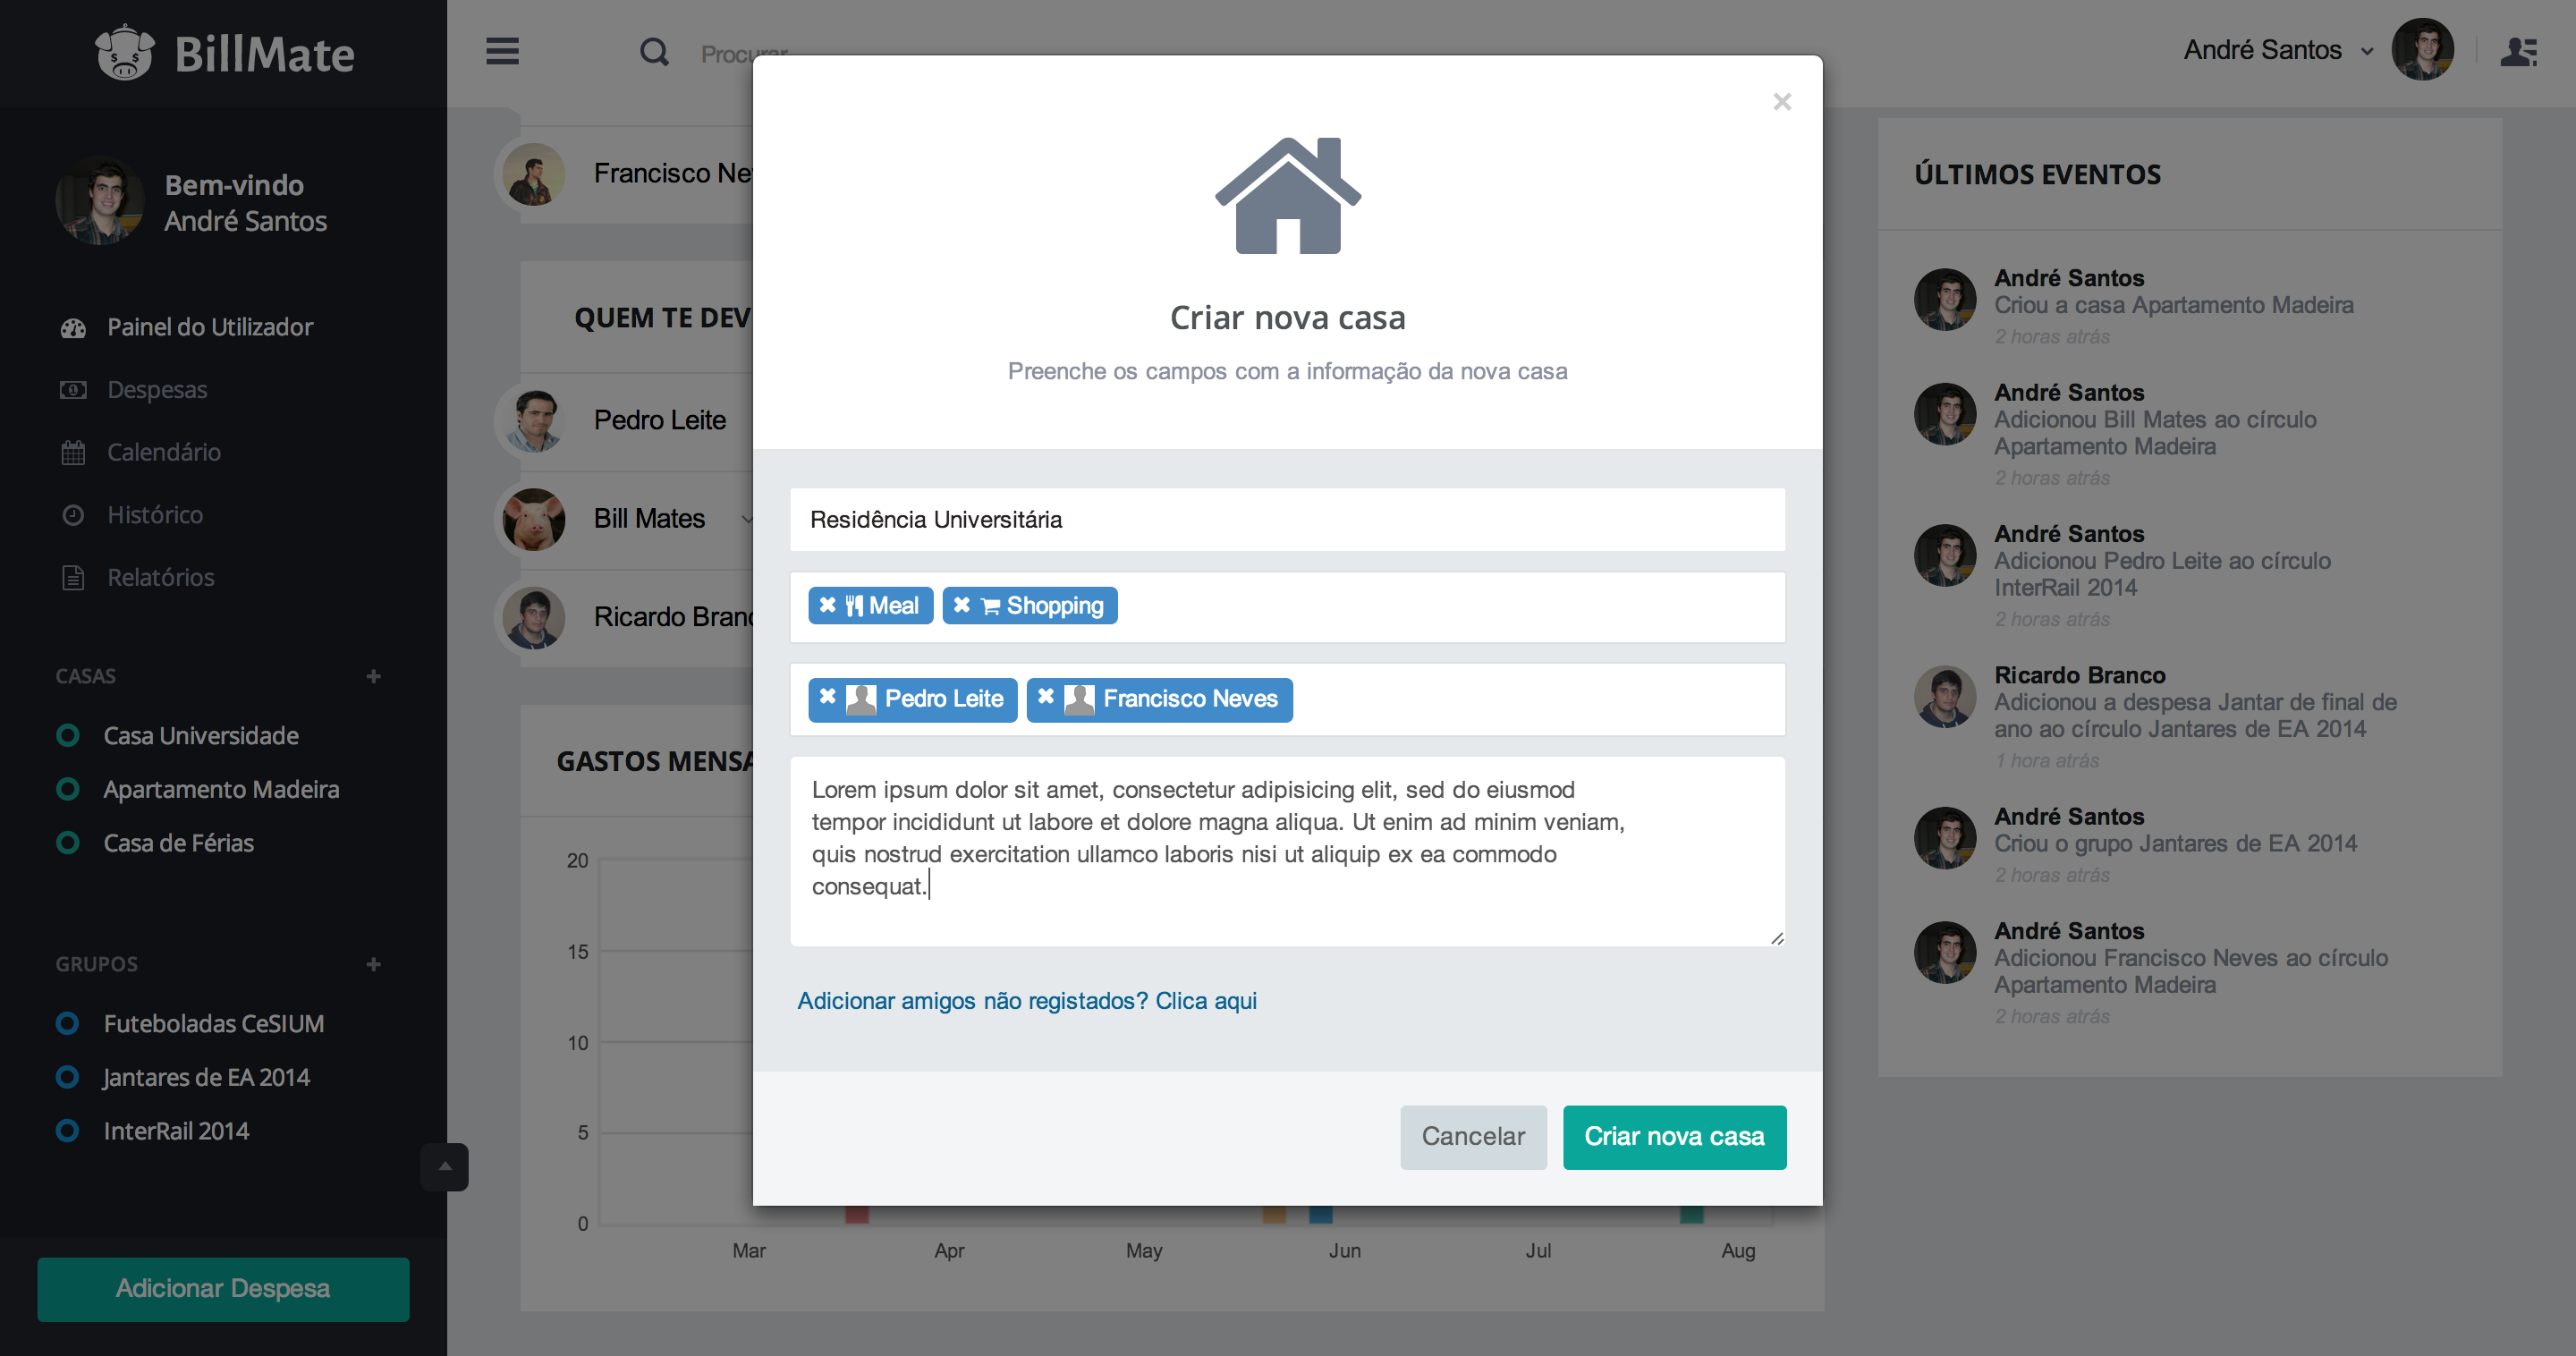 BillMate
Procurar
André Santos
Bem-vindo
André Santos
Painel do Utilizador
Despesas
Calendário
Histórico
Relatórios
CASAS
Casa Universidade
Apartamento Madeira
Casa de Férias
GRUPOS
Futeboladas CeSIUM
Jantares de EA 2014
InterRail 2014
Adicionar Despesa
Francisco Ne
QUEM TE DEV
Pedro Leite
Bill Mates
Ricardo Branc
GASTOS MENSA
20
15
10
5
0
Mar Apr May Jun Jul Aug
Criar nova casa
Preenche os campos com a informação da nova casa
Residência Universitária
Meal Shopping
Pedro Leite Francisco Neves
Lorem ipsum dolor sit amet, consectetur adipisicing elit, sed do eiusmod
tempor incididunt ut labore et dolore magna aliqua. Ut enim ad minim veniam,
quis nostrud exercitation ullamco laboris nisi ut aliquip ex ea commodo
consequat.
Adicionar amigos não registados? Clica aqui
Cancelar
Criar nova casa
ÚLTIMOS EVENTOS
André Santos
Criou a casa Apartamento Madeira
2 horas atrás
André Santos
Adicionou Bill Mates ao círculo
Apartamento Madeira
2 horas atrás
André Santos
Adicionou Pedro Leite ao círculo
InterRail 2014
2 horas atrás
Ricardo Branco
Adicionou a despesa Jantar de final de
ano ao círculo Jantares de EA 2014
1 hora atrás
André Santos
Criou o grupo Jantares de EA 2014
2 horas atrás
André Santos
Adicionou Francisco Neves ao círculo
Apartamento Madeira
2 horas atrás